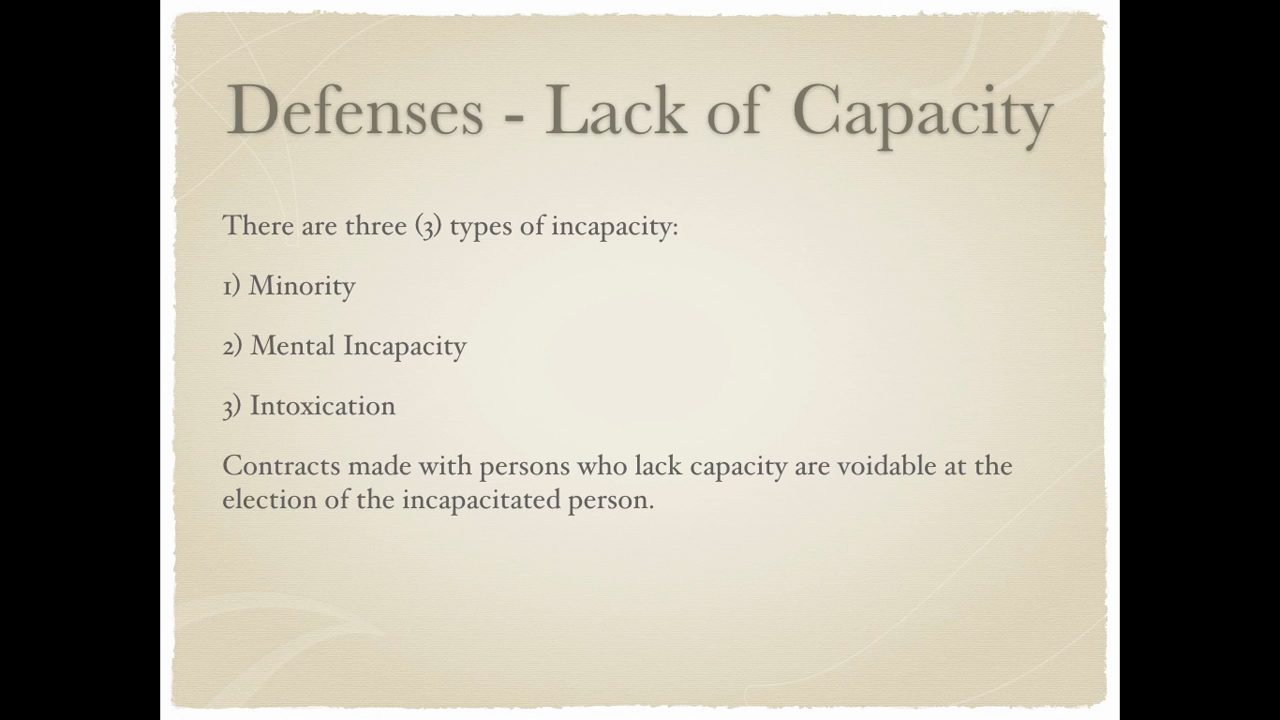 Defenses - Lack of Capacity
There are three (3) types of incapacity:
1) Minority
2) Mental Incapacity
3) Intoxication
Contracts made with persons who lack capacity are voidable at the
election of the incapacitated person.